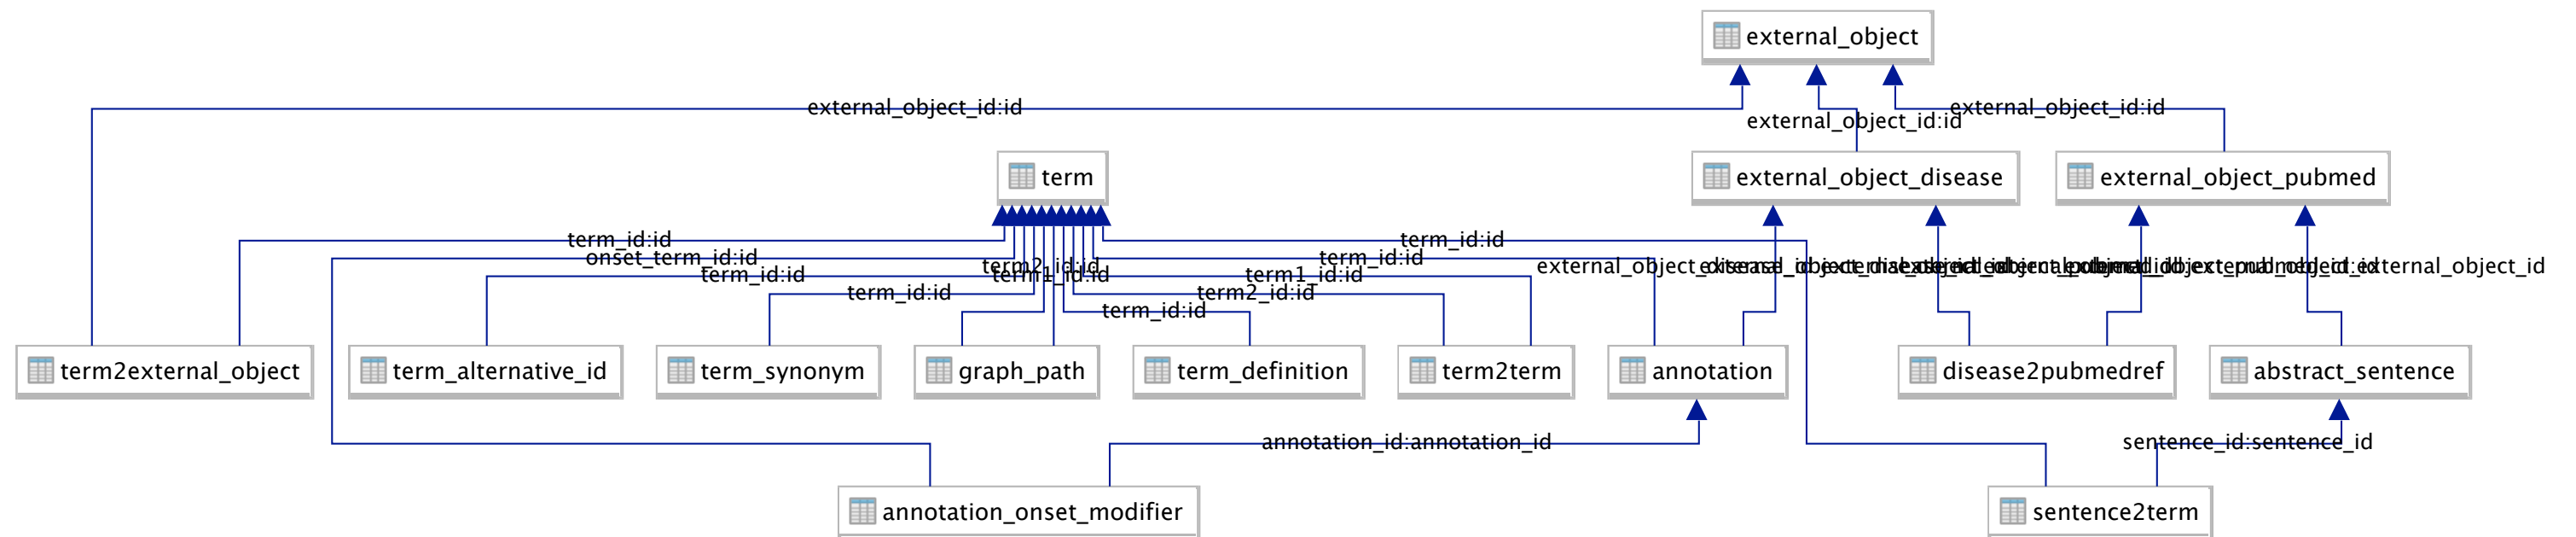 external_object
external_object_id:id
external_object_id:id
external_object_id:id
term
external_object_disease
external_object_pubmed
term_id:id
term_id:id
onset_term_id:id
term2_id:id
term_id:id
term_id:id
term1_id:id
term1_id:id
term_id:id
term2_id:id
term_id:id
term2external_object
term_alternative_id
term_synonym
graph_path
term_definition
term2term
annotation
disease2pubmedref
abstract_sentence
annotation_id:annotation_id
sentence_id:sentence_id
annotation_onset_modifier
sentence2term